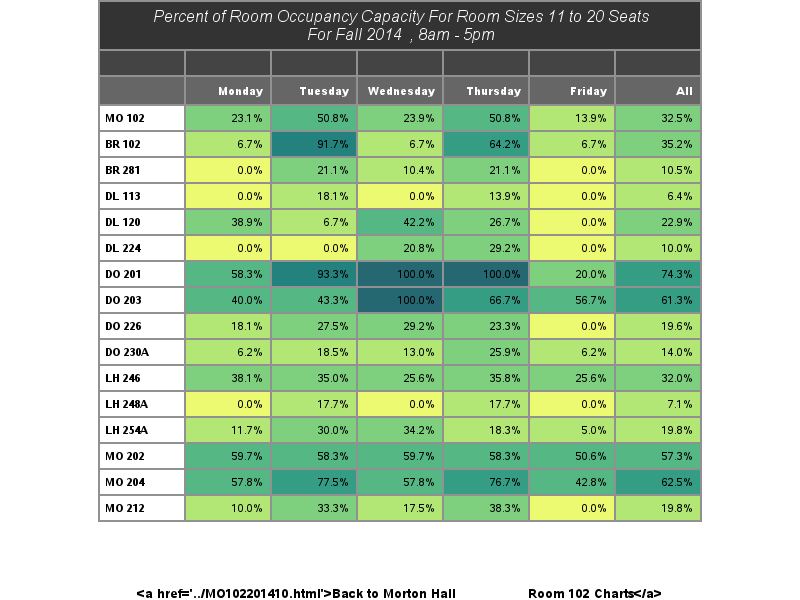 Percent of Room Occupancy Capacity For Room Sizes 11 to 20 Seats
For Fall 2014 , 8am - 5pm
Monday Tuesday Wednesday Thursday Friday All
MO 102 23.1% 50.8% 23.9% 50.8% 13.9% 32.5%
BR 102 6.7% 91.7% 6.7% 64.2% 6.7% 35.2%
BR 281 0.0% 21.1% 10.4% 21.1% 0.0% 10.5%
DL 113 0.0% 18.1% 0.0% 13.9% 0.0% 6.4%
DL 120 38.9% 6.7% 42.2% 26.7% 0.0% 22.9%
DL 224 0.0% 0.0% 20.8% 29.2% 0.0% 10.0%
DO 201 58.3% 93.3% 100.0% 100.0% 20.0% 74.3%
DO 203 40.0% 43.3% 100.0% 66.7% 56.7% 61.3%
DO 226 18.1% 27.5% 29.2% 23.3% 0.0% 19.6%
DO 230A 6.2% 18.5% 13.0% 25.9% 6.2% 14.0%
LH 246 38.1% 35.0% 25.6% 35.8% 25.6% 32.0%
LH 248A 0.0% 17.7% 0.0% 17.7% 0.0% 7.1%
LH 254A 11.7% 30.0% 34.2% 18.3% 5.0% 19.8%
MO 202 59.7% 58.3% 59.7% 58.3% 50.6% 57.3%
MO 204 57.8% 77.5% 57.8% 76.7% 42.8% 62.5%
MO 212 10.0% 33.3% 17.5% 38.3% 0.0% 19.8%
<a href='../MO102201410.html'>Back to Morton Hall Room 102 Charts</a>